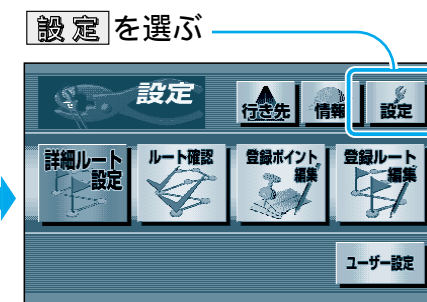 設定を選ぶ
設定
行き先
情報
設定
詳細ルート
設定
ルート確認
登録ポイント
編集
登録ルート
編集
ユーザー設定